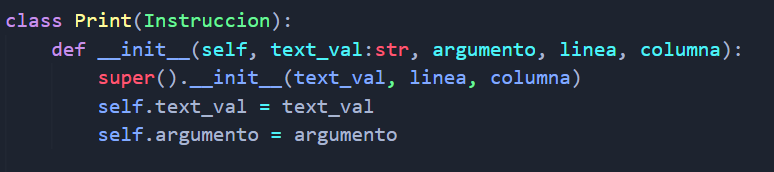 class Print(Instruccion):
    def __init__(self, text_val:str, argumento, linea, columna):
        super().__init__(text_val, linea, columna)
        self.text_val = text_val
        self.argumento = argumento